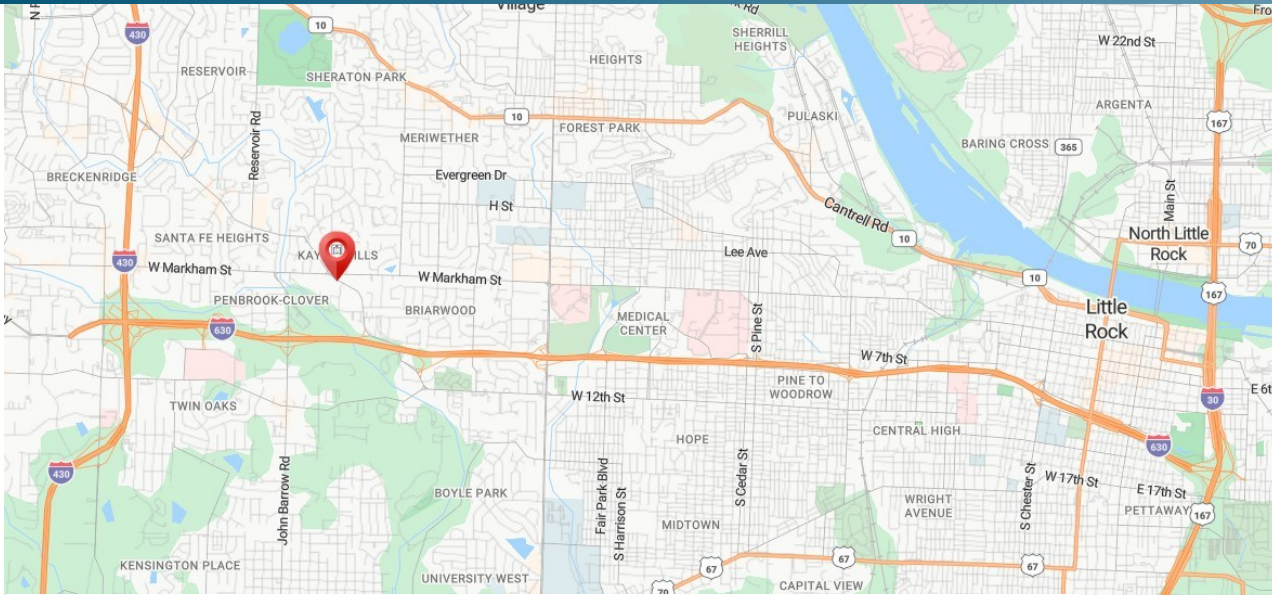 Village
SHERRILL
HEIGHTS
W 22nd St
430
10
RESERVOIR
SHERATON PARK
HEIGHTS
ARGENTA
167
10
MERIWETHER
FOREST PARK
PULASKI
BARING CROSS
365
Reservoir Rd
BRECKENRIDGE
Evergreen Dr
H St
Main St
Cantrell Rd
10
North Little
Rock
70
SANTA FE HEIGHTS
Lee Ave
430
W Markham St
W Markham St
10
167
PENBROOK-CLOVER
BRIARWOOD
MEDICAL
CENTER
Little
Rock
630
S Pine St
W 7th St
TWIN OAKS
W 12th St
PINE TO
WOODROW
30
HOPE
CENTRAL HIGH
630
430
John Barrow Rd
BOYLE PARK
Fair Park Blvd
S Harrison St
S Cedar St
WRIGHT
AVENUE
S Chester St
W 17th St
E 17th St
PETTAWAY
167
MIDTOWN
KENSINGTON PLACE
UNIVERSITY WEST
67
67
67
70
CAPITAL VIEW